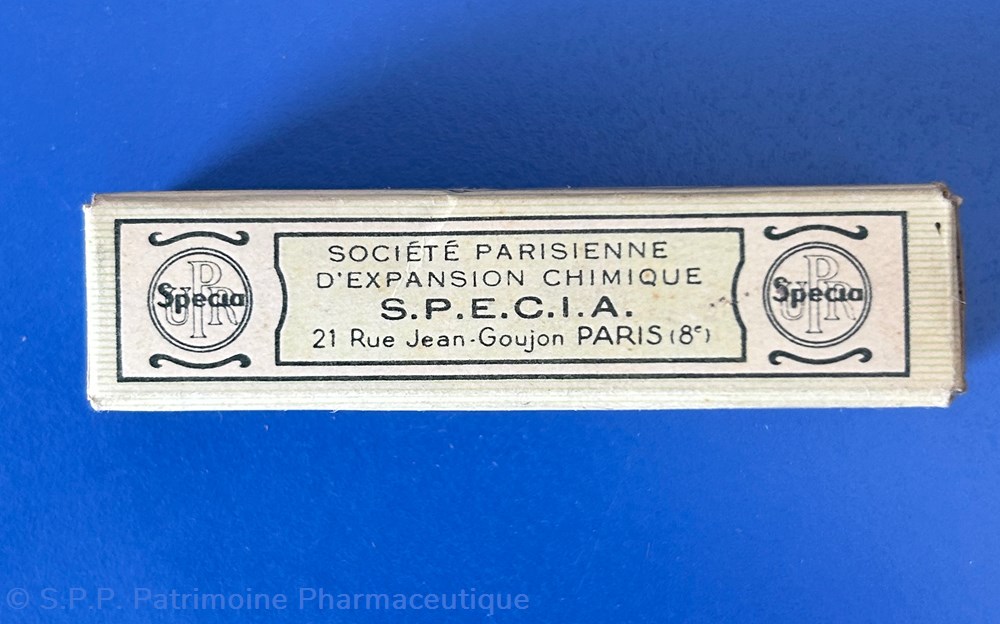 SOCIÉTÉ PARISIENNE
D'EXPANSION CHIMIQUE
S.P.E.C.I.A.
21 Rue Jean-Goujon PARIS (8e)
Specia
Specia
© S.P.P. Patrimoine Pharmaceutique